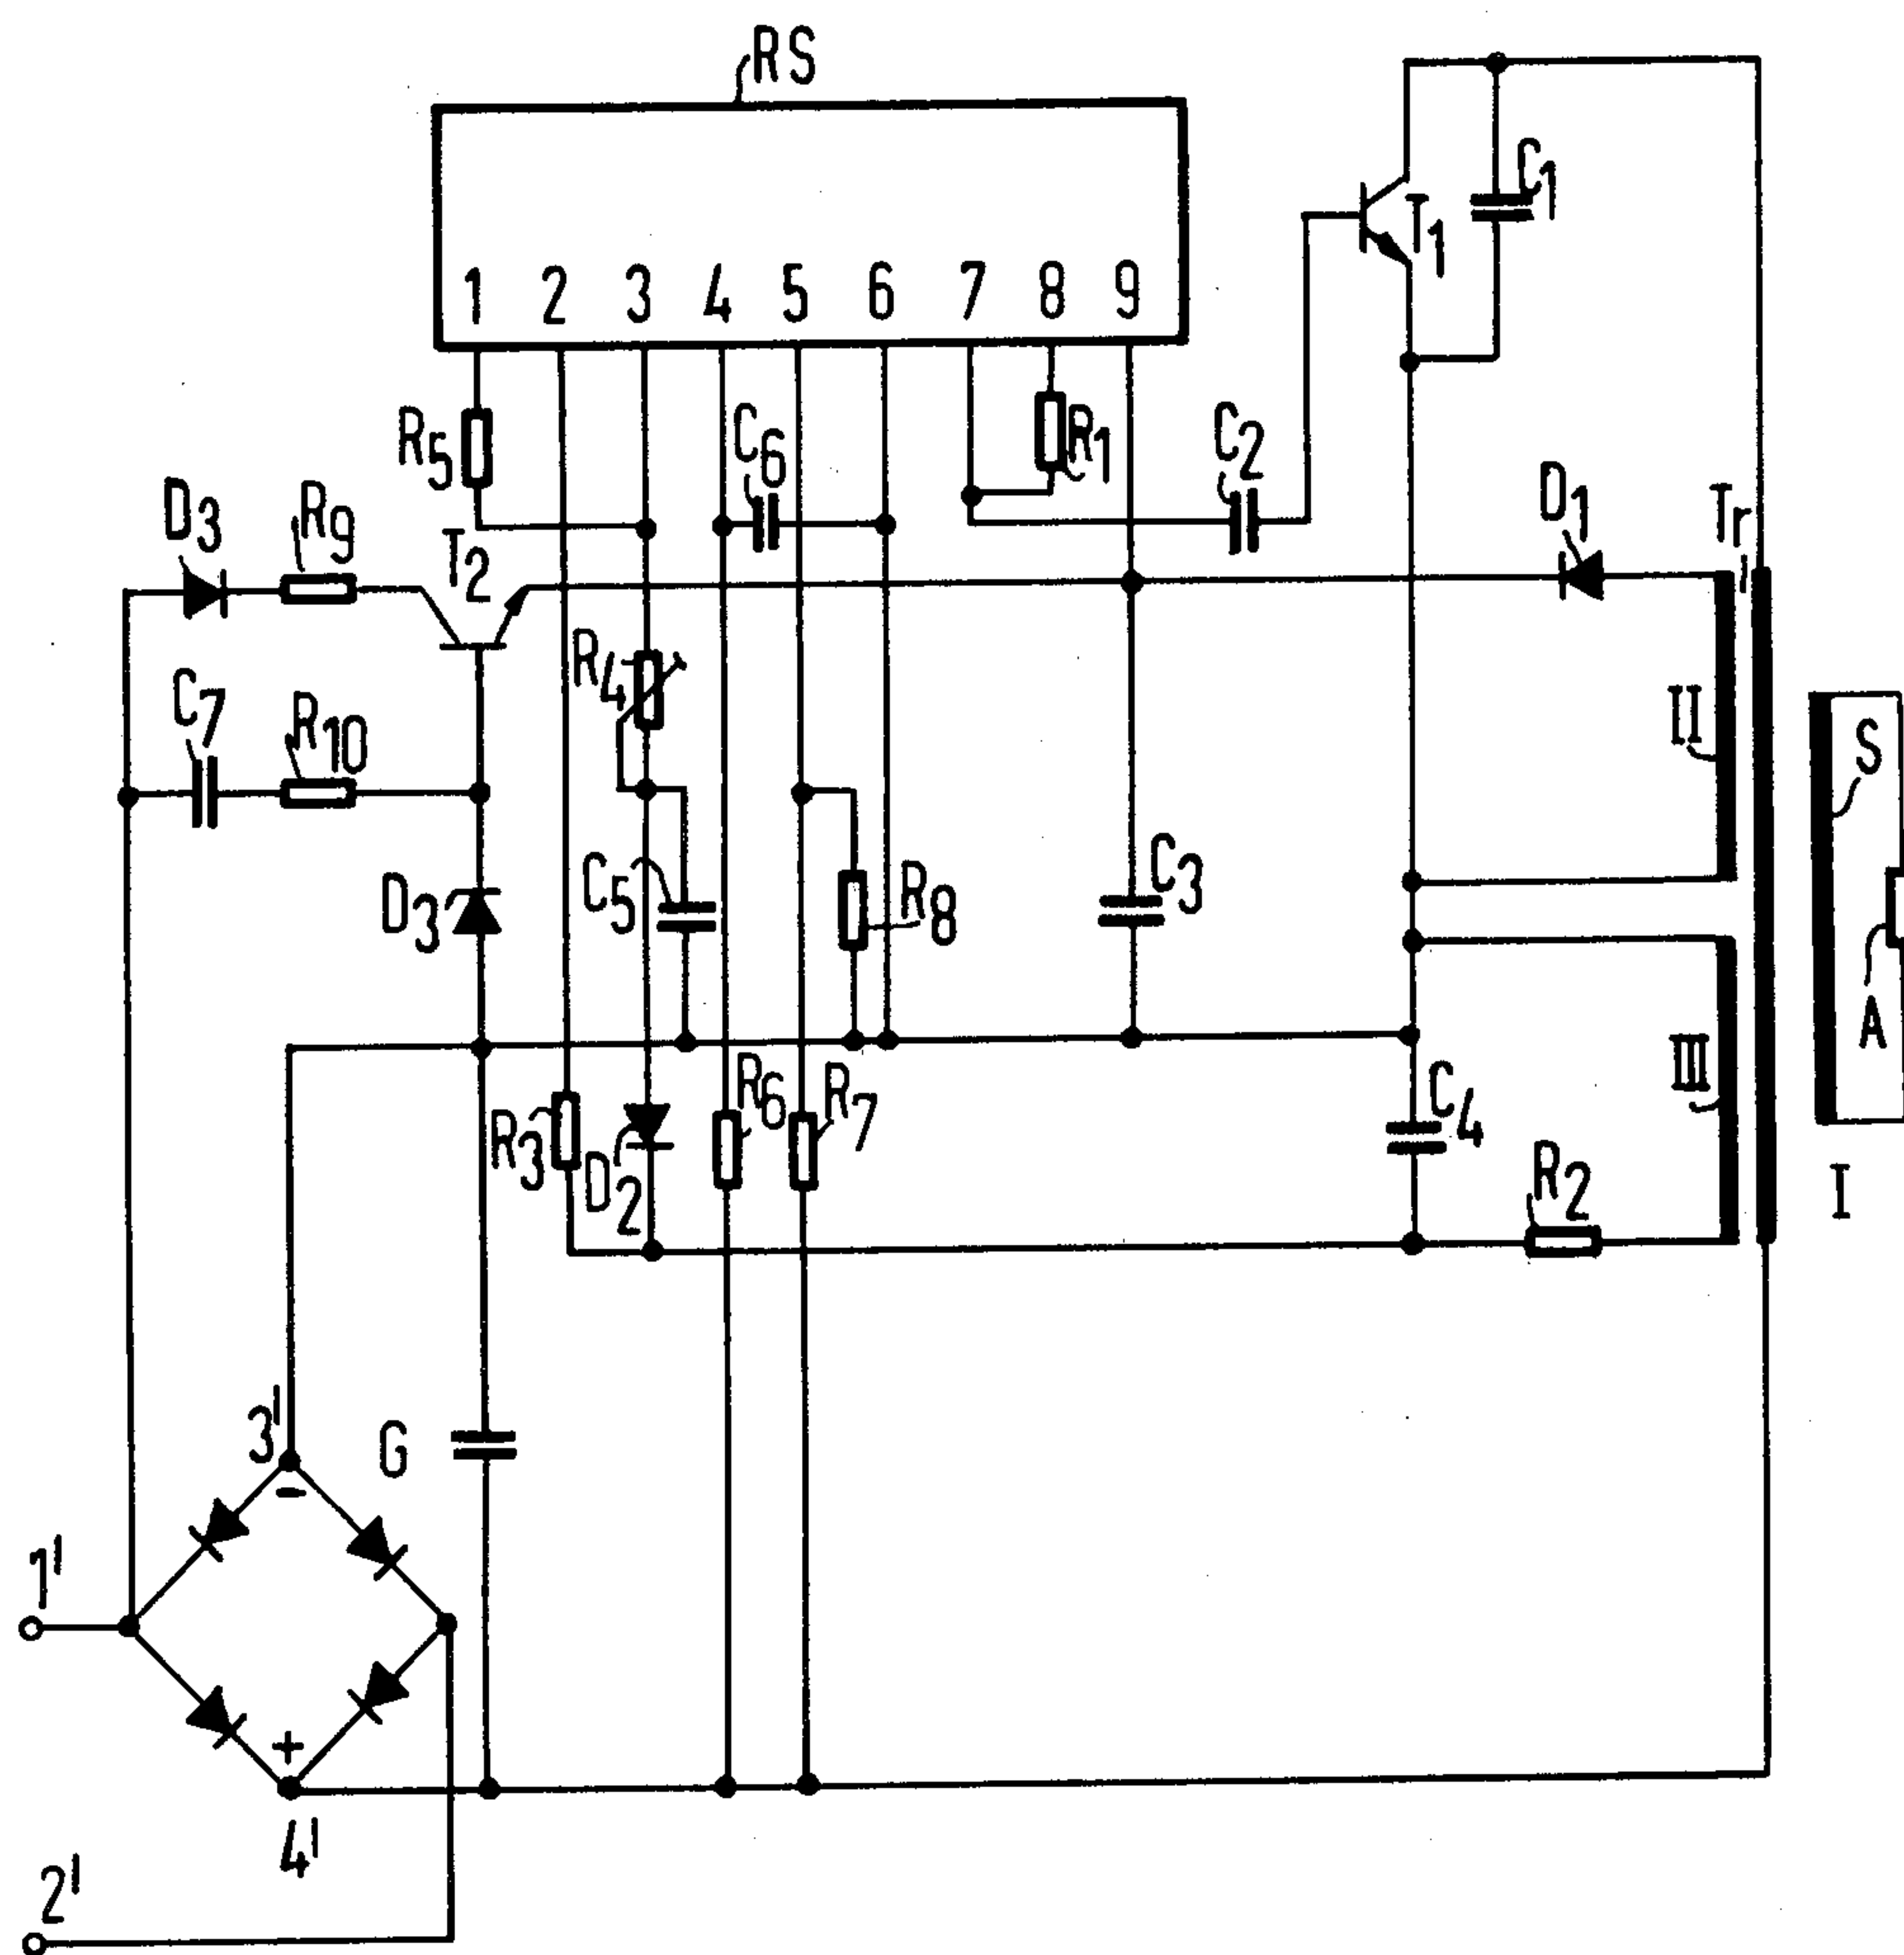 RS
1 2 3 4 5 6 7 8 9
C1
T1
R5
C6
R1
C2
D1
Tr
D3
R9
T2
R4
II
S
C7
R10
D3
C5
R8
C3
A
III
R3
D2
R6
R7
C4
R2
I
3'
G
-
1'
+
4'
2'